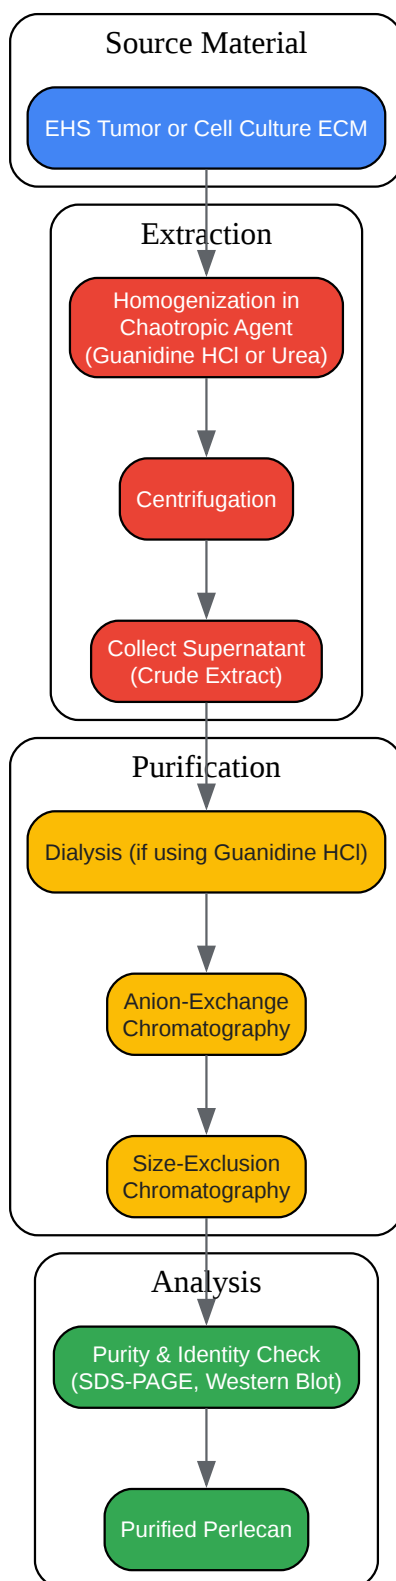 Source Material
EHS Tumor or Cell Culture ECM
Extraction
Homogenization in
Chaotropic Agent
(Guanidine HCl or Urea)
Centrifugation
Collect Supernatant
(Crude Extract)
Purification
Dialysis (if using Guanidine HCl)
Anion-Exchange
Chromatography
Size-Exclusion
Chromatography
Analysis
Purity & Identity Check
(SDS-PAGE, Western Blot)
Purified Perlecan